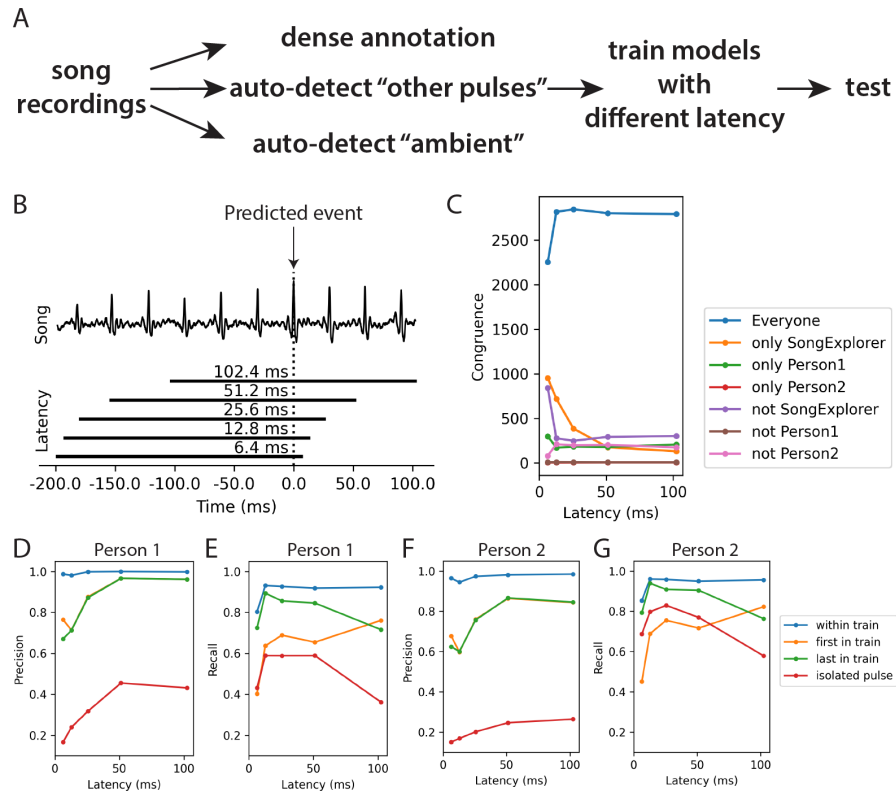 A
song
recordings
dense annotation
auto-detect “other pulses”
auto-detect “ambient”
train models
with
different latency
test
B
Predicted event
Song
Latency
102.4 ms
51.2 ms
25.6 ms
12.8 ms
6.4 ms
-200.0 -150.0 -100.0 -50.0 0.0 50.0 100.0
Time (ms)
C
Congruence
2500
2000
1500
1000
500
0
0 50 100
Latency (ms)
Everyone
only SongExplorer
only Person1
only Person2
not SongExplorer
not Person1
not Person2
D
Person 1
Precision
1.0
0.8
0.6
0.4
0.2
0 50 100
Latency (ms)
E
Person 1
Recall
1.0
0.8
0.6
0.4
0.2
0 50 100
Latency (ms)
F
Person 2
Precision
1.0
0.8
0.6
0.4
0.2
0 50 100
Latency (ms)
G
Person 2
Recall
1.0
0.8
0.6
0.4
0.2
0 50 100
Latency (ms)
within train
first in train
last in train
isolated pulse